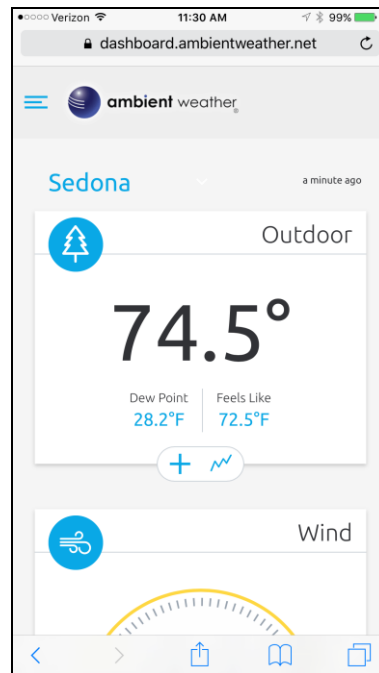 Verizon 11:30 AM 99%
dashboard.ambientweather.net
ambient weather®
Sedona a minute ago
Outdoor
74.5°
Dew Point Feels Like
28.2°F 72.5°F
Wind